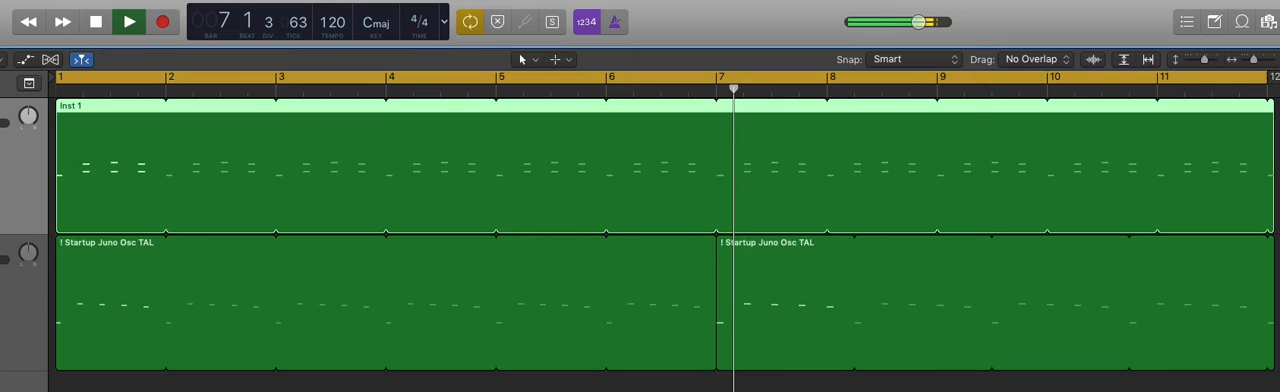 007 1 3 63 120 Cmaj 4/4 1234
BAR BEAT DIV TICK TEMPO KEY TIME
S
Snap: Smart Drag: No Overlap
1 2 3 4 5 6 7 8 9 10 11 12
Inst 1
L R
! Startup Juno Osc TAL ! Startup Juno Osc TAL
L R